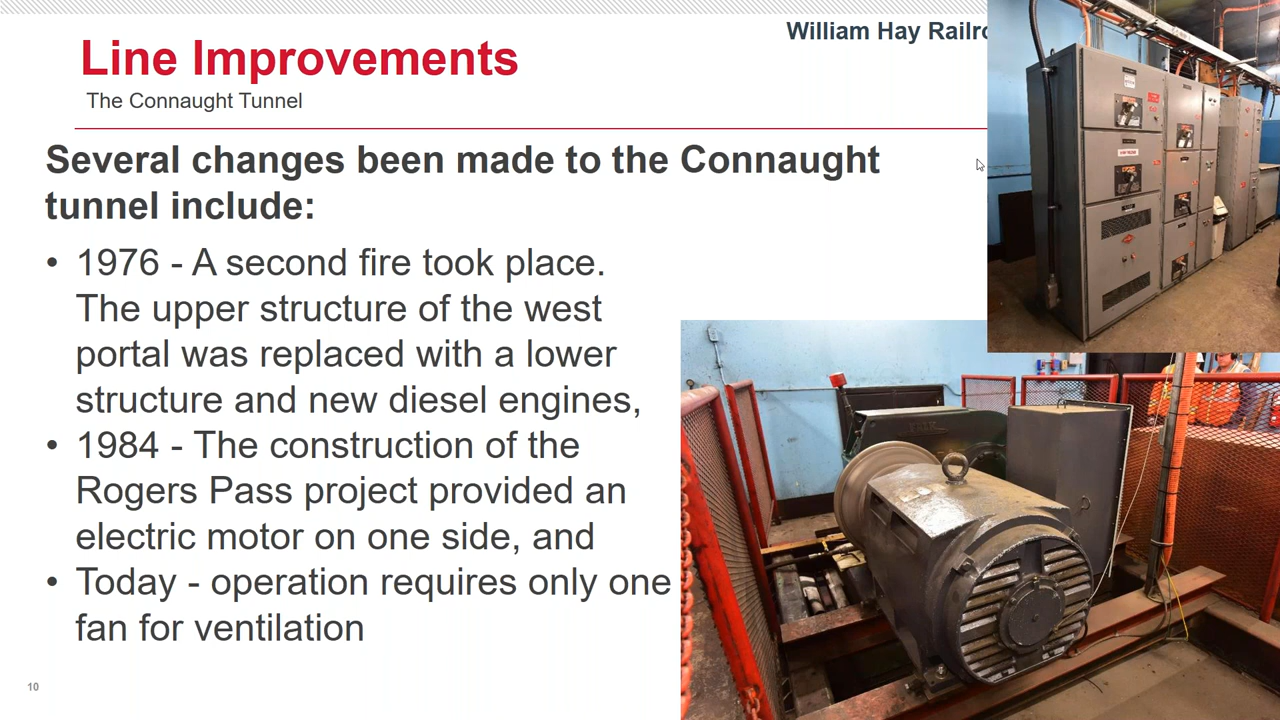 William Hay Railro
Line Improvements
The Connaught Tunnel
Several changes been made to the Connaught
tunnel include:
• 1976 - A second fire took place.
The upper structure of the west
portal was replaced with a lower
structure and new diesel engines,
• 1984 - The construction of the
Rogers Pass project provided an
electric motor on one side, and
• Today - operation requires only one
fan for ventilation
10